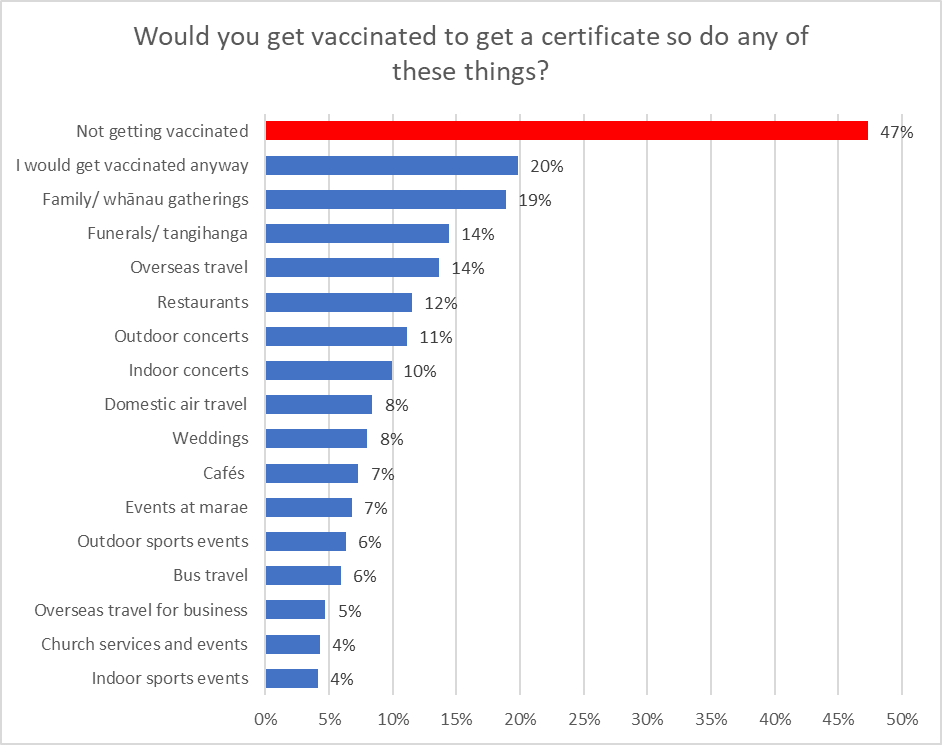 Would you get vaccinated to get a certificate so do any of
these things?
Not getting vaccinated 47%
I would get vaccinated anyway 20%
Family/ whānau gatherings 19%
Funerals/ tangihanga 14%
Overseas travel 14%
Restaurants 12%
Outdoor concerts 11%
Indoor concerts 10%
Domestic air travel 8%
Weddings 8%
Cafés 7%
Events at marae 7%
Outdoor sports events 6%
Bus travel 6%
Overseas travel for business 5%
Church services and events 4%
Indoor sports events 4%
0% 5% 10% 15% 20% 25% 30% 35% 40% 45% 50%